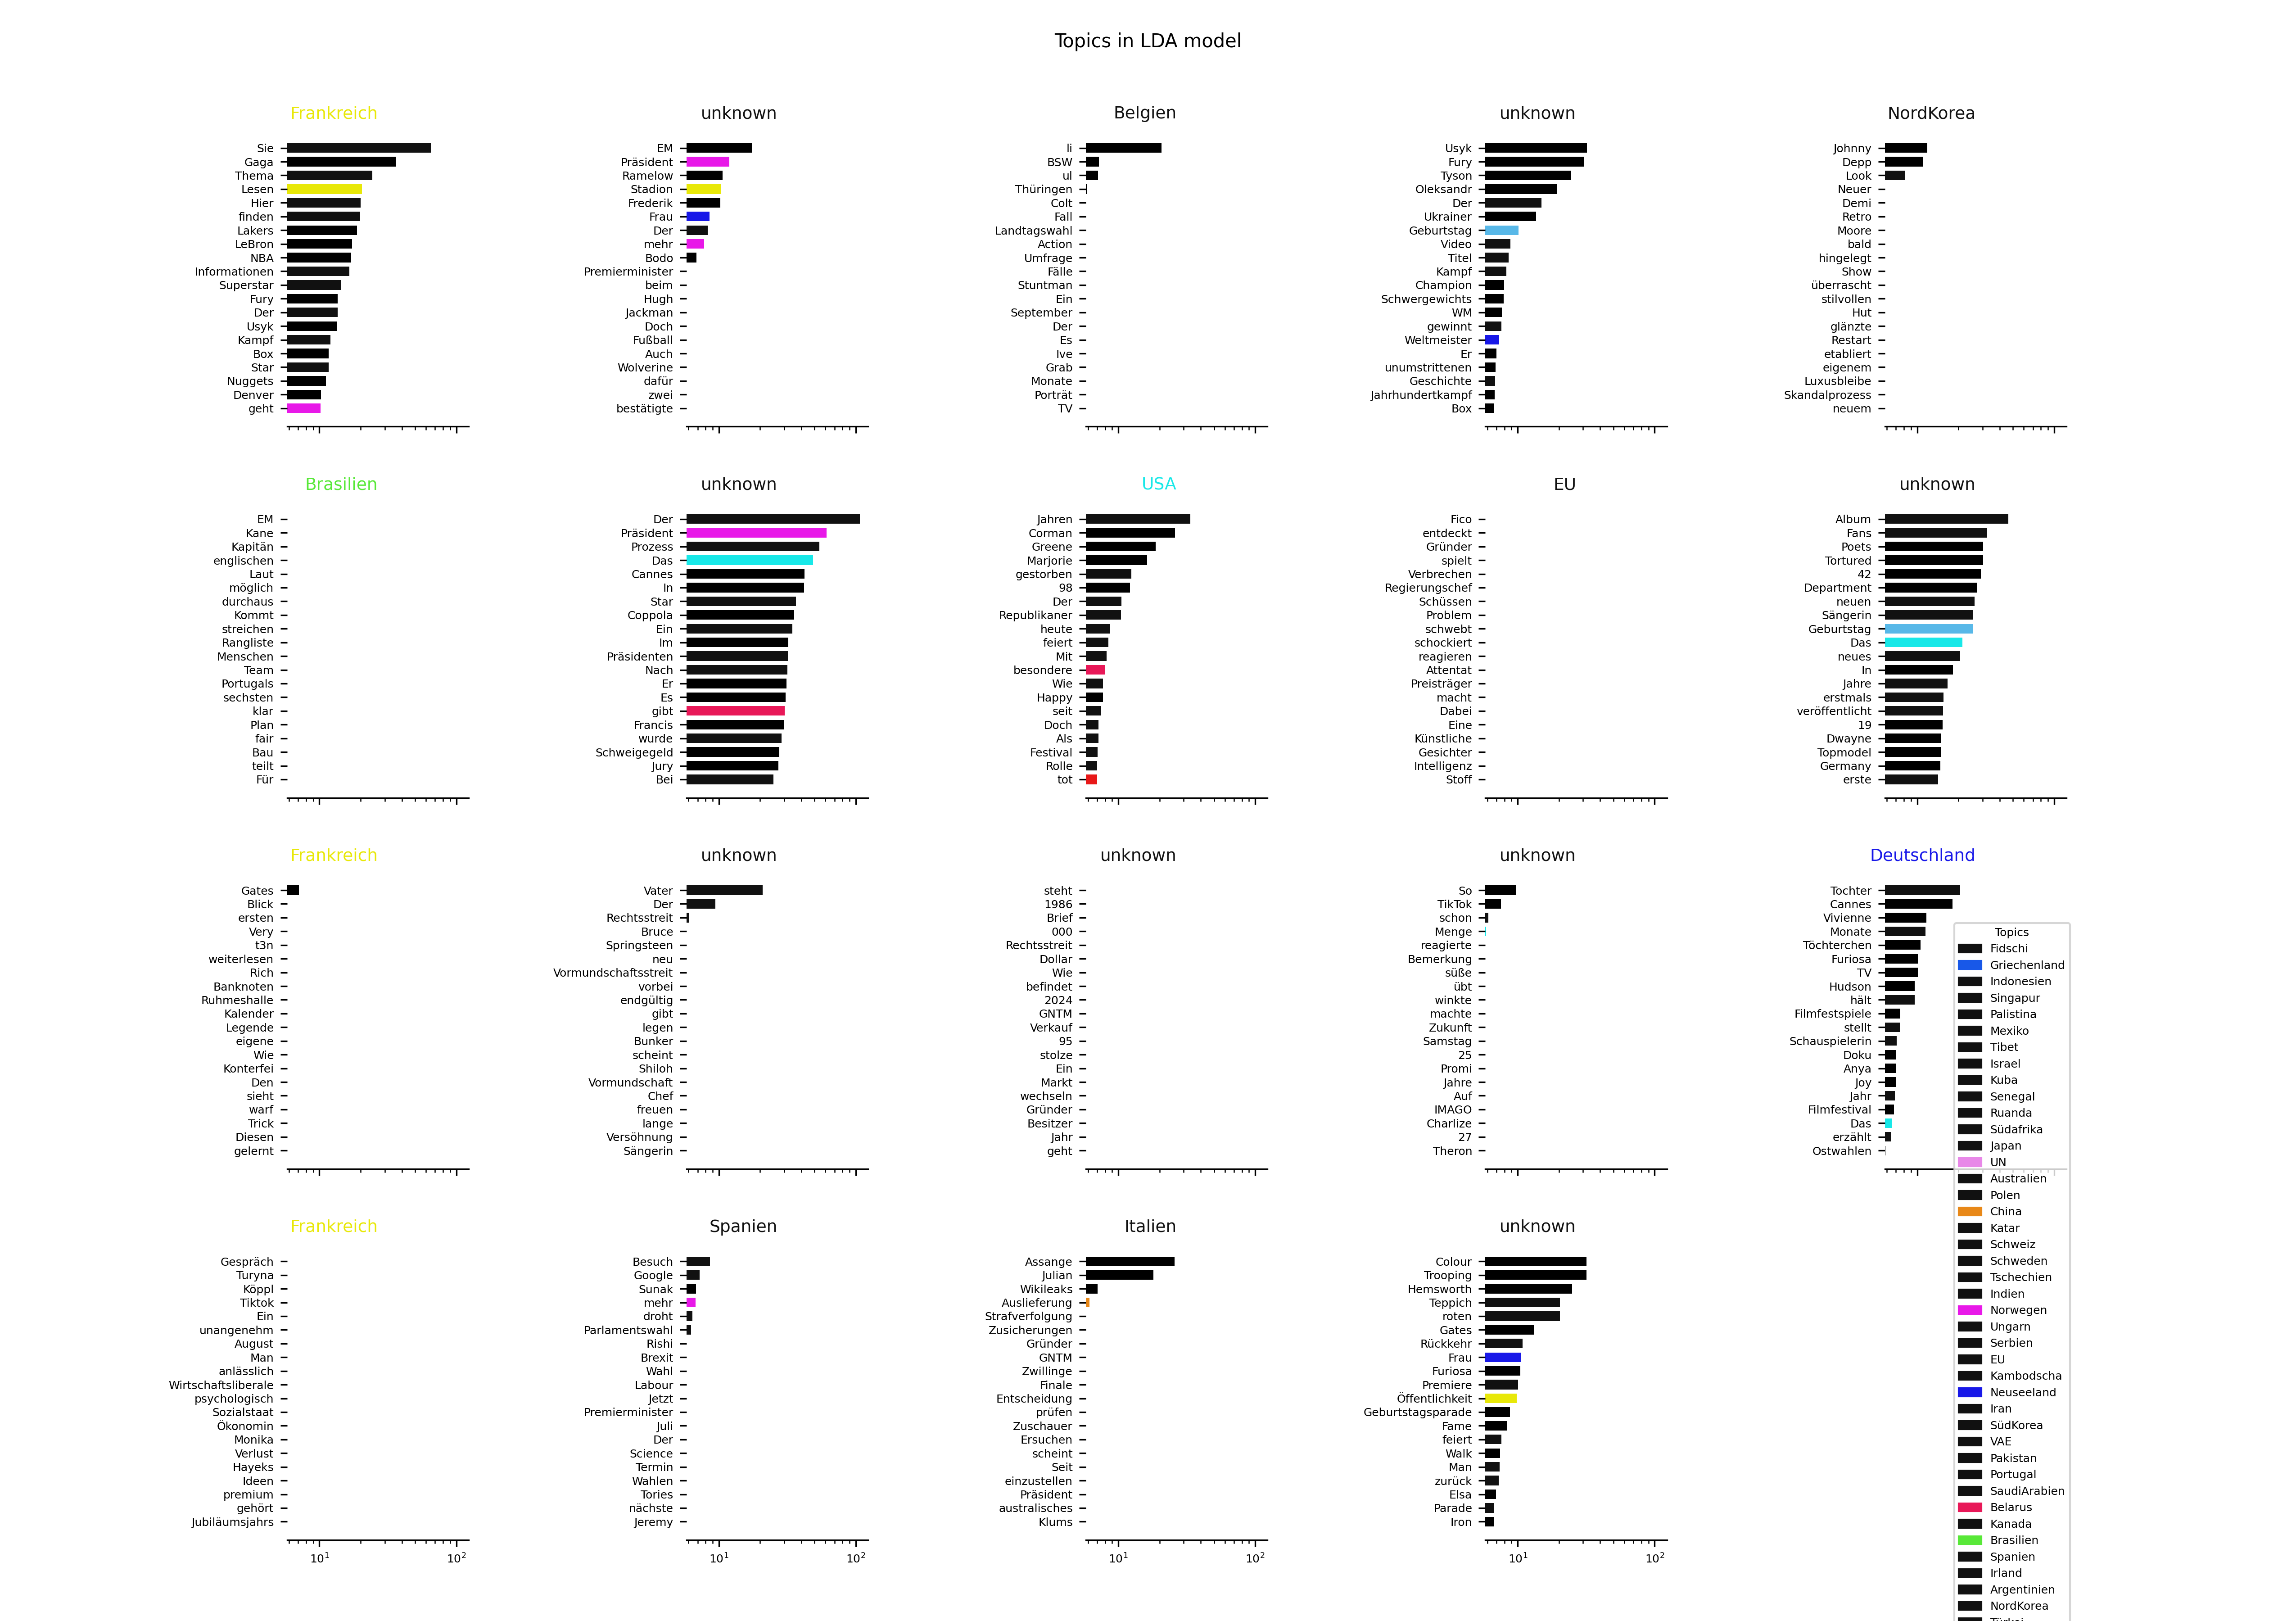 Topics in LDA model
Frankreich
Sie
Gaga
Thema
Lesen
Hier
finden
Lakers
LeBron
NBA
Informationen
Superstar
Fury
Der
Usyk
Kampf
Box
Star
Nuggets
Denver
geht
unknown
EM
Präsident
Ramelow
Stadion
Frederik
Frau
Der
mehr
Bodo
Premierminister
beim
Hugh
Jackman
Doch
Fußball
Auch
Wolverine
dafür
zwei
bestätigte
Belgien
li
BSW
ul
Thüringen
Colt
Fall
Landtagswahl
Action
Umfrage
Fälle
Stuntman
Ein
September
Der
Es
Ive
Grab
Monate
Porträt
TV
unknown
Usyk
Fury
Tyson
Oleksandr
Der
Ukrainer
Geburtstag
Video
Titel
Kampf
Champion
Schwergewichts
WM
gewinnt
Weltmeister
Er
unumstrittenen
Geschichte
Jahrhundertkampf
Box
NordKorea
Johnny
Depp
Look
Neuer
Demi
Retro
Moore
bald
hingelegt
Show
überrascht
stilvollen
Hut
glänzte
Restart
etabliert
eigenem
Luxusbleibe
Skandalprozess
neuem
Brasilien
EM
Kane
Kapitän
englischen
Laut
möglich
durchaus
Kommt
streichen
Rangliste
Menschen
Team
Portugals
sechsten
klar
Plan
fair
Bau
teilt
Für
unknown
Der
Präsident
Prozess
Das
Cannes
In
Star
Coppola
Ein
Im
Präsidenten
Nach
Er
Es
gibt
Francis
wurde
Schweigegeld
Jury
Bei
USA
Jahren
Corman
Greene
Marjorie
gestorben
98
Der
Republikaner
heute
feiert
Mit
besondere
Wie
Happy
seit
Doch
Als
Festival
Rolle
tot
EU
Fico
entdeckt
Gründer
spielt
Verbrechen
Regierungschef
Schüssen
Problem
schwebt
schockiert
reagieren
Attentat
Preisträger
macht
Dabei
Eine
Künstliche
Gesichter
Intelligenz
Stoff
unknown
Album
Fans
Poets
Tortured
42
Department
neuen
Sängerin
Geburtstag
Das
neues
In
Jahre
erstmals
veröffentlicht
19
Dwayne
Topmodel
Germany
erste
Frankreich
Gates
Blick
ersten
Very
t3n
weiterlesen
Rich
Banknoten
Ruhmeshalle
Kalender
Legende
eigene
Wie
Konterfei
Den
sieht
warf
Trick
Diesen
gelernt
unknown
Vater
Der
Rechtsstreit
Bruce
Springsteen
neu
Vormundschaftsstreit
vorbei
endgültig
gibt
legen
Bunker
scheint
Shiloh
Vormundschaft
Chef
freuen
lange
Versöhnung
Sängerin
unknown
steht
1986
Brief
000
Rechtsstreit
Dollar
Wie
befindet
2024
GNTM
Verkauf
95
stolze
Ein
Markt
wechseln
Gründer
Besitzer
Jahr
geht
unknown
So
TikTok
schon
Menge
reagierte
Bemerkung
süße
übt
winkte
machte
Zukunft
Samstag
25
Promi
Jahre
Auf
IMAGO
Charlize
27
Theron
Deutschland
Tochter
Cannes
Vivienne
Monate
Töchterchen
Furiosa
TV
Hudson
hält
Filmfestspiele
stellt
Schauspielerin
Doku
Anya
Joy
Jahr
Filmfestival
Das
erzählt
Ostwahlen
Frankreich
Gespräch
Turyna
Köppl
Tiktok
Ein
unangenehm
August
Man
anlässlich
Wirtschaftsliberale
psychologisch
Sozialstaat
Ökonomin
Monika
Verlust
Hayeks
Ideen
premium
gehört
Jubiläumsjahrs
10¹ 10²
Spanien
Besuch
Google
Sunak
mehr
droht
Parlamentswahl
Rishi
Brexit
Wahl
Labour
Jetzt
Premierminister
Juli
Der
Science
Termin
Wahlen
Tories
nächste
Jeremy
10¹ 10²
Italien
Assange
Julian
Wikileaks
Auslieferung
Strafverfolgung
Zusicherungen
Gründer
GNTM
Zwillinge
Finale
Entscheidung
prüfen
Zuschauer
Ersuchen
scheint
Seit
einzustellen
Präsident
australisches
Klums
10¹ 10²
unknown
Colour
Trooping
Hemsworth
Teppich
roten
Gates
Rückkehr
Frau
Furiosa
Premiere
Öffentlichkeit
Geburtstagsparade
Fame
feiert
Walk
Man
zurück
Elsa
Parade
Iron
10¹ 10²
Topics
Fidschi
Griechenland
Indonesien
Singapur
Palistina
Mexiko
Tibet
Israel
Kuba
Senegal
Ruanda
Südafrika
Japan
UN
Australien
Polen
China
Katar
Schweiz
Schweden
Tschechien
Indien
Norwegen
Ungarn
Serbien
EU
Kambodscha
Neuseeland
Iran
SüdKorea
VAE
Pakistan
Portugal
SaudiArabien
Belarus
Kanada
Brasilien
Spanien
Irland
Argentinien
NordKorea